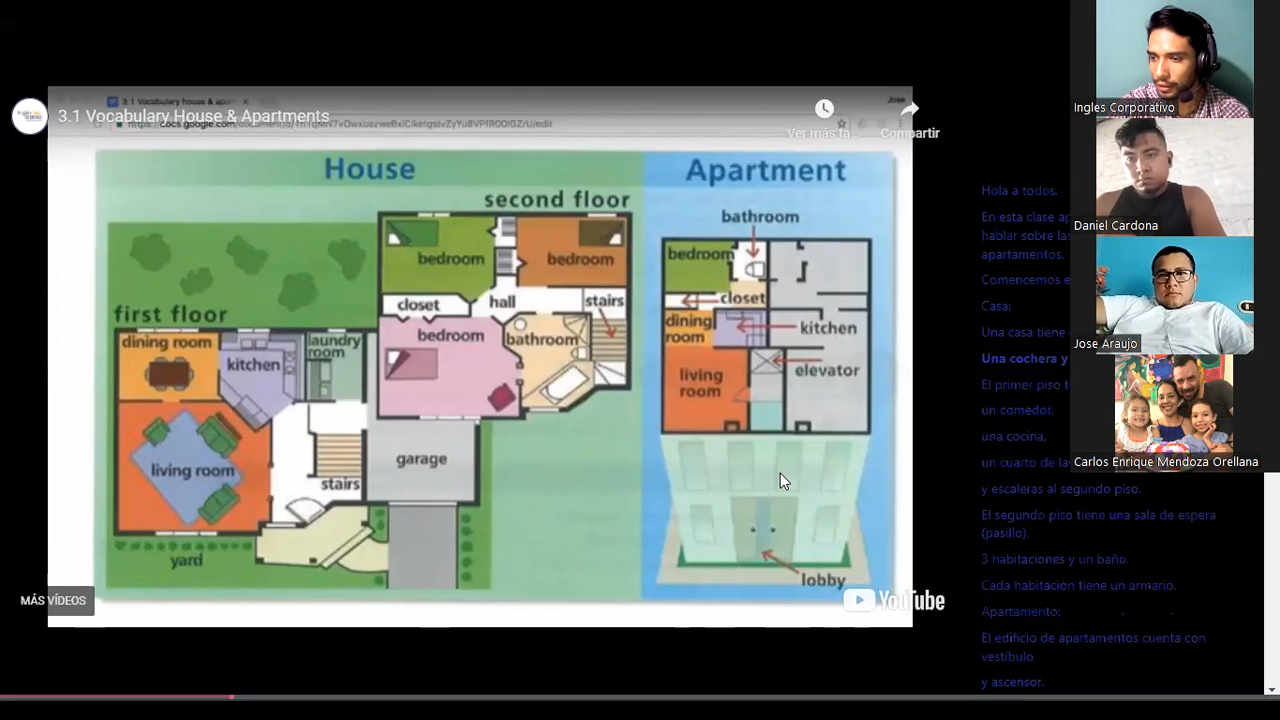 3.1 Vocabulary House & Apartments
Ver más ta
Compartir
House
Apartment
second floor
bathroom
bedroom
bedroom
bedroom
closet
hall
stairs
closet
first floor
dining room
kitchen
laundry
room
bedroom
bathroom
dining
room
kitchen
living
room
elevator
living room
garage
stairs
yard
lobby
MÁS VÍDEOS
YouTube
Ingles Corporativo
Daniel Cardona
Jose Araujo
Carlos Enrique Mendoza Orellana
Hola a todos.
En esta clase
hablar sobre las
apartamentos.
Comencemos
Casa:
Una casa tiene
Una cochera y
El primer piso
un comedor,
una cocina,
un cuarto de
y escaleras al segundo piso.
El segundo piso tiene una sala de espera
(pasillo).
3 habitaciones y un baño.
Cada habitación tiene un armario.
Apartamento:
El edificio de apartamentos cuenta con
vestíbulo
y ascensor.